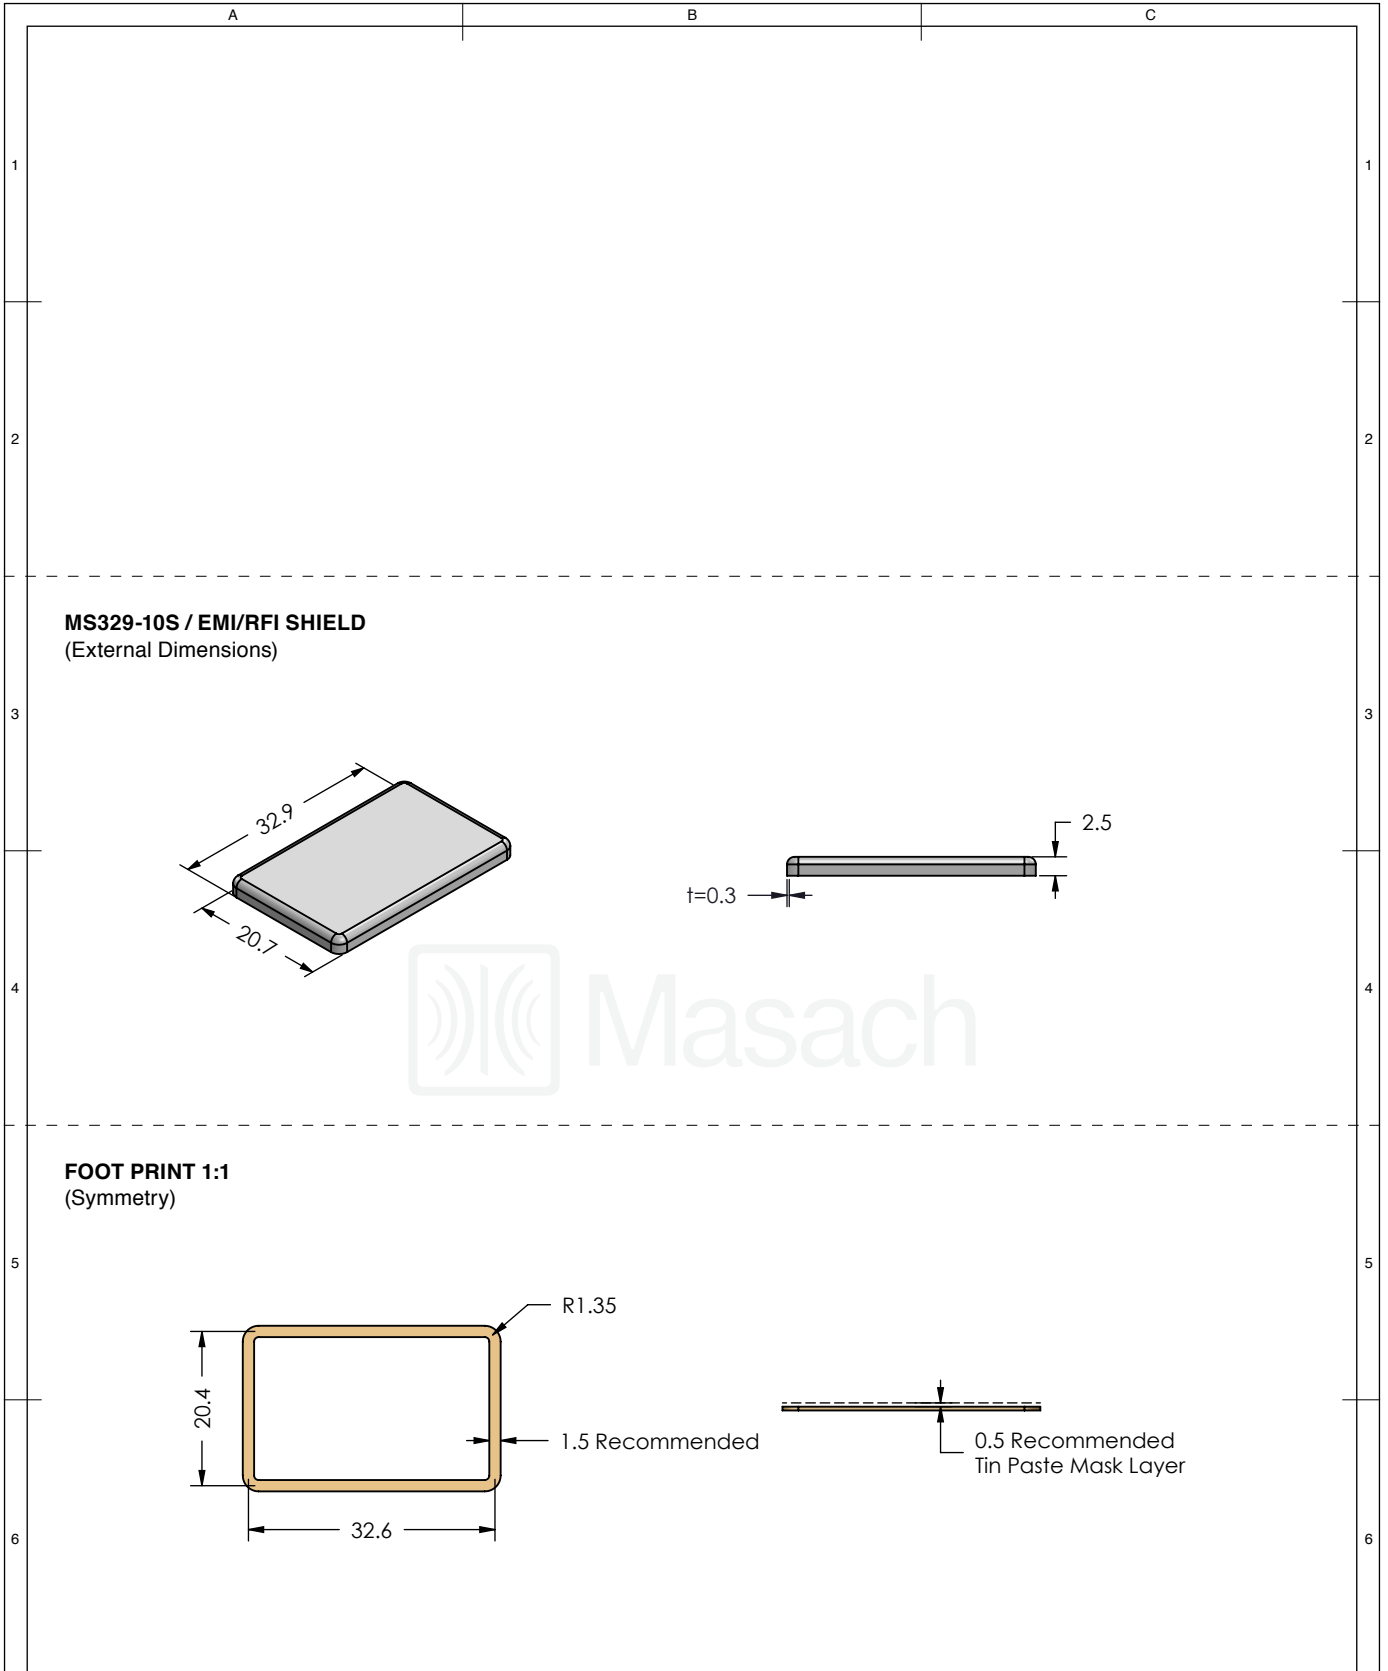 A B C
1 1
2 2
MS329-10S / EMI/RFI SHIELD
(External Dimensions)
3 3
32.9
20.7
2.5
t=0.3
4 4
Masach
FOOT PRINT 1:1
(Symmetry)
5 5
R1.35
20.4
1.5 Recommended
0.5 Recommended
Tin Paste Mask Layer
32.6
6 6